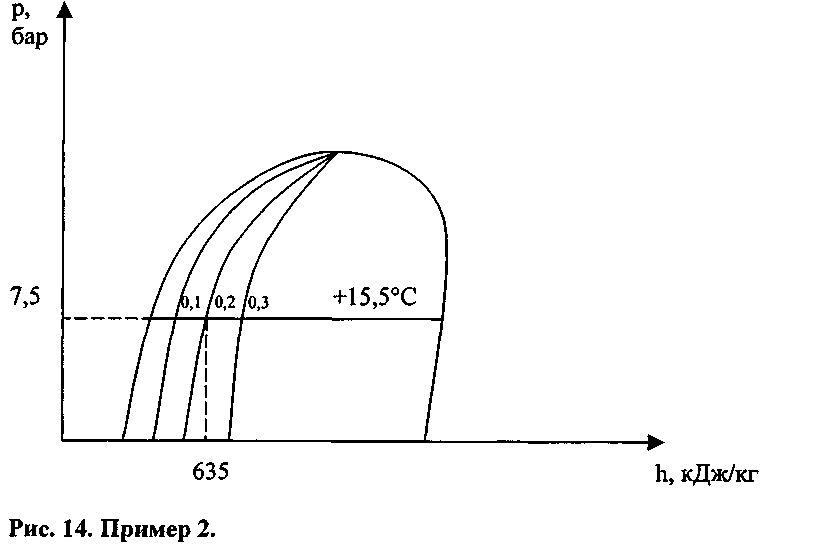 р,
бар
7,5
0,1 0,2 0,3
+15,5°С
635
h, кДж/кг
Рис. 14. Пример 2.